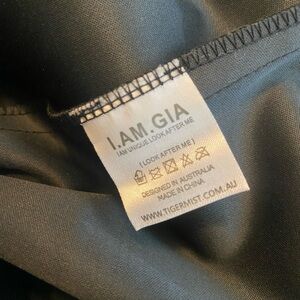 I.AM.GIA
I AM UNIQUE LOOK AFTER ME
(LOOK AFTER ME)
DESIGNED IN AUSTRALIA
MADE IN CHINA
WWW.TIGERMIST.COM.AU